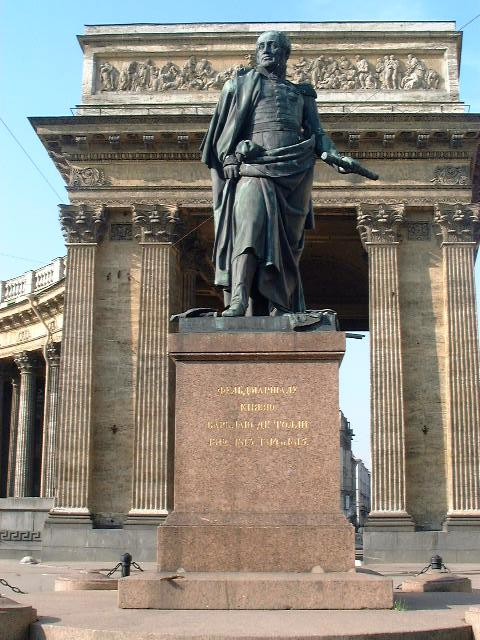 ФЕЛЬДМАРШАЛУ
КНЯЗЮ
БАРКЛАЮ ДЕ ТОЛЛИ
1812. 1813. 1814 и 1815.